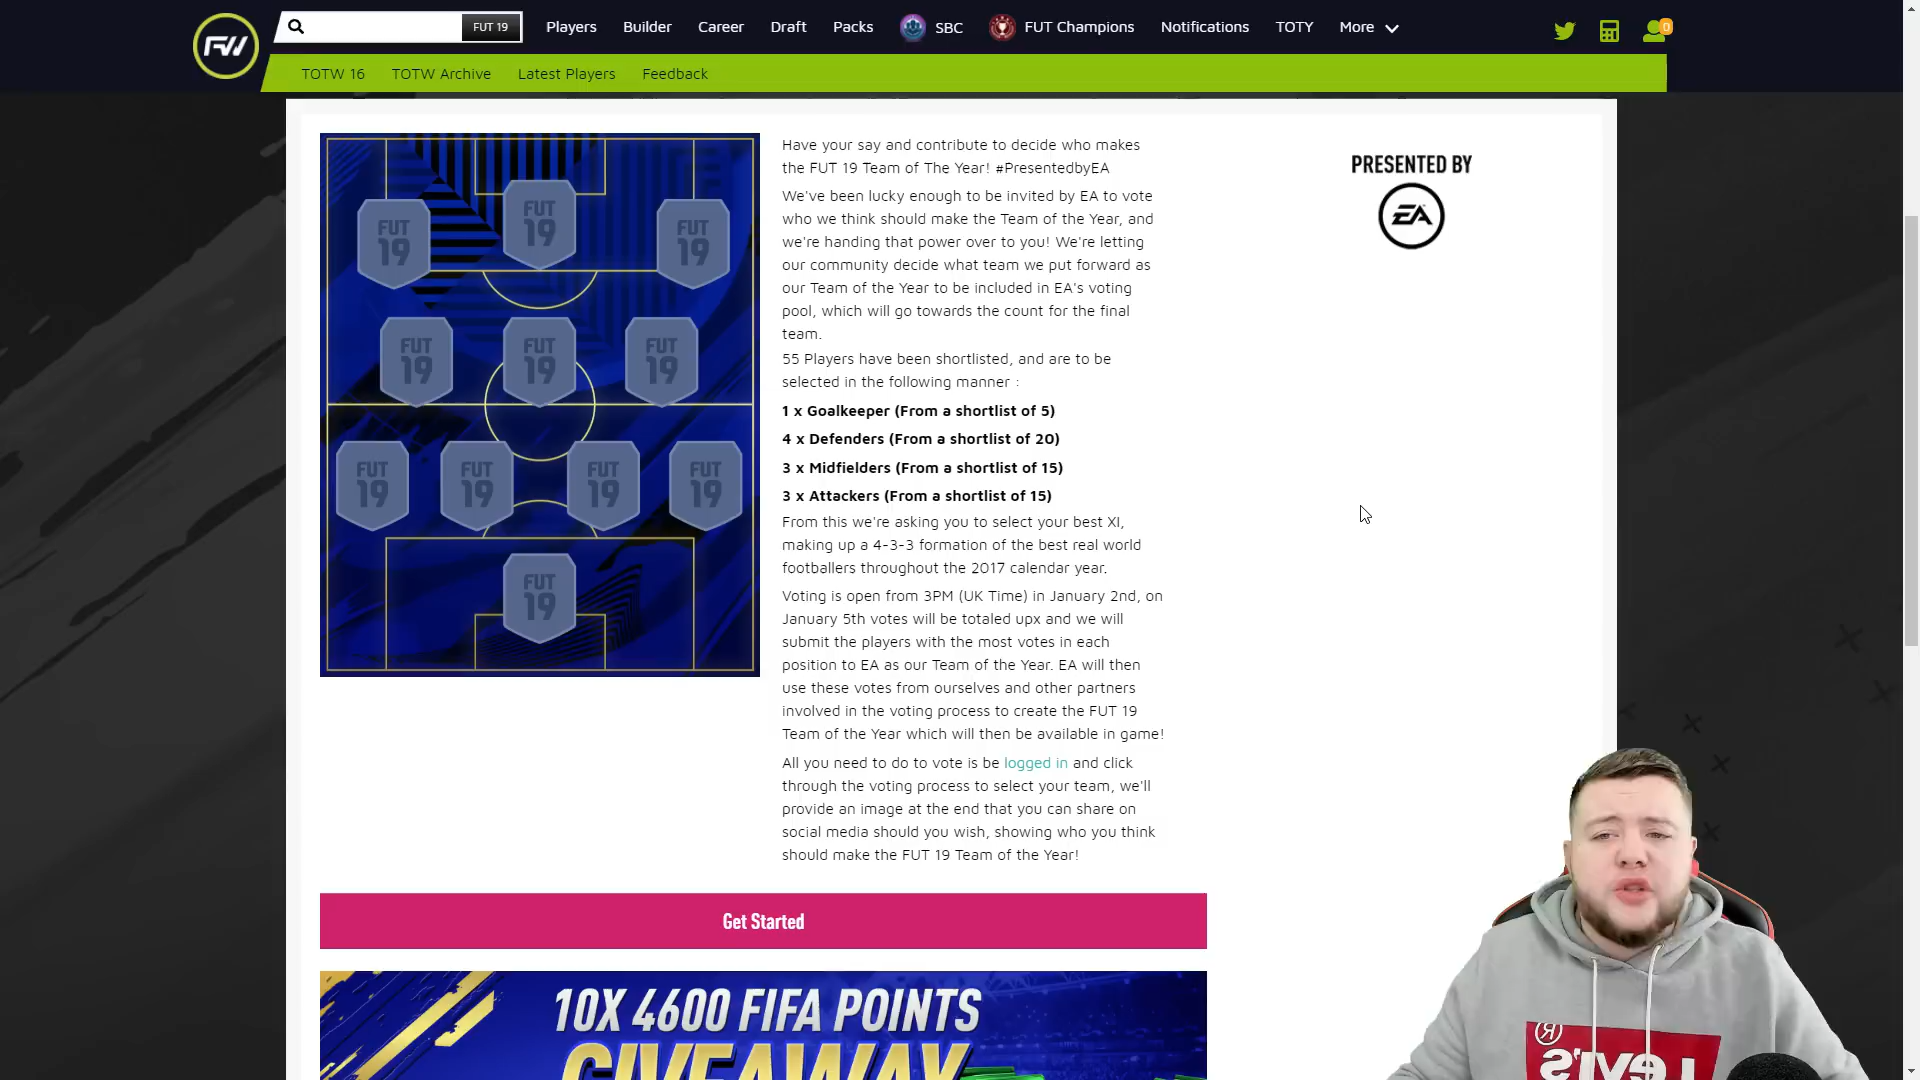 FW
FUT 19
Players
Builder
Career
Draft
Packs
SBC
FUT Champions
Notifications
TOTY
More
0
TOTW 16
TOTW Archive
Latest Players
Feedback
FUT 19
FUT 19
FUT 19
FUT 19
FUT 19
FUT 19
FUT 19
FUT 19
FUT 19
FUT 19
FUT 19
Have your say and contribute to decide who makes
the FUT 19 Team of The Year! #PresentedbyEA
We've been lucky enough to be invited by EA to vote
who we think should make the Team of the Year, and
we're handing that power over to you! We're letting
our community decide what team we put forward as
our Team of the Year to be included in EA's voting
pool, which will go towards the count for the final
team.
55 Players have been shortlisted, and are to be
selected in the following manner :
1 x Goalkeeper (From a shortlist of 5)
4 x Defenders (From a shortlist of 20)
3 x Midfielders (From a shortlist of 15)
3 x Attackers (From a shortlist of 15)
From this we're asking you to select your best XI,
making up a 4-3-3 formation of the best real world
footballers throughout the 2017 calendar year.
Voting is open from 3PM (UK Time) in January 2nd, on
January 5th votes will be totaled upx and we will
submit the players with the most votes in each
position to EA as our Team of the Year. EA will then
use these votes from ourselves and other partners
involved in the voting process to create the FUT 19
Team of the Year which will then be available in game!
All you need to do to vote is be logged in and click
through the voting process to select your team, we'll
provide an image at the end that you can share on
social media should you wish, showing who you think
should make the FUT 19 Team of the Year!
PRESENTED BY
EA
Get Started
10X 4600 FIFA POINTS
GIVEAWAY
Levi's
®